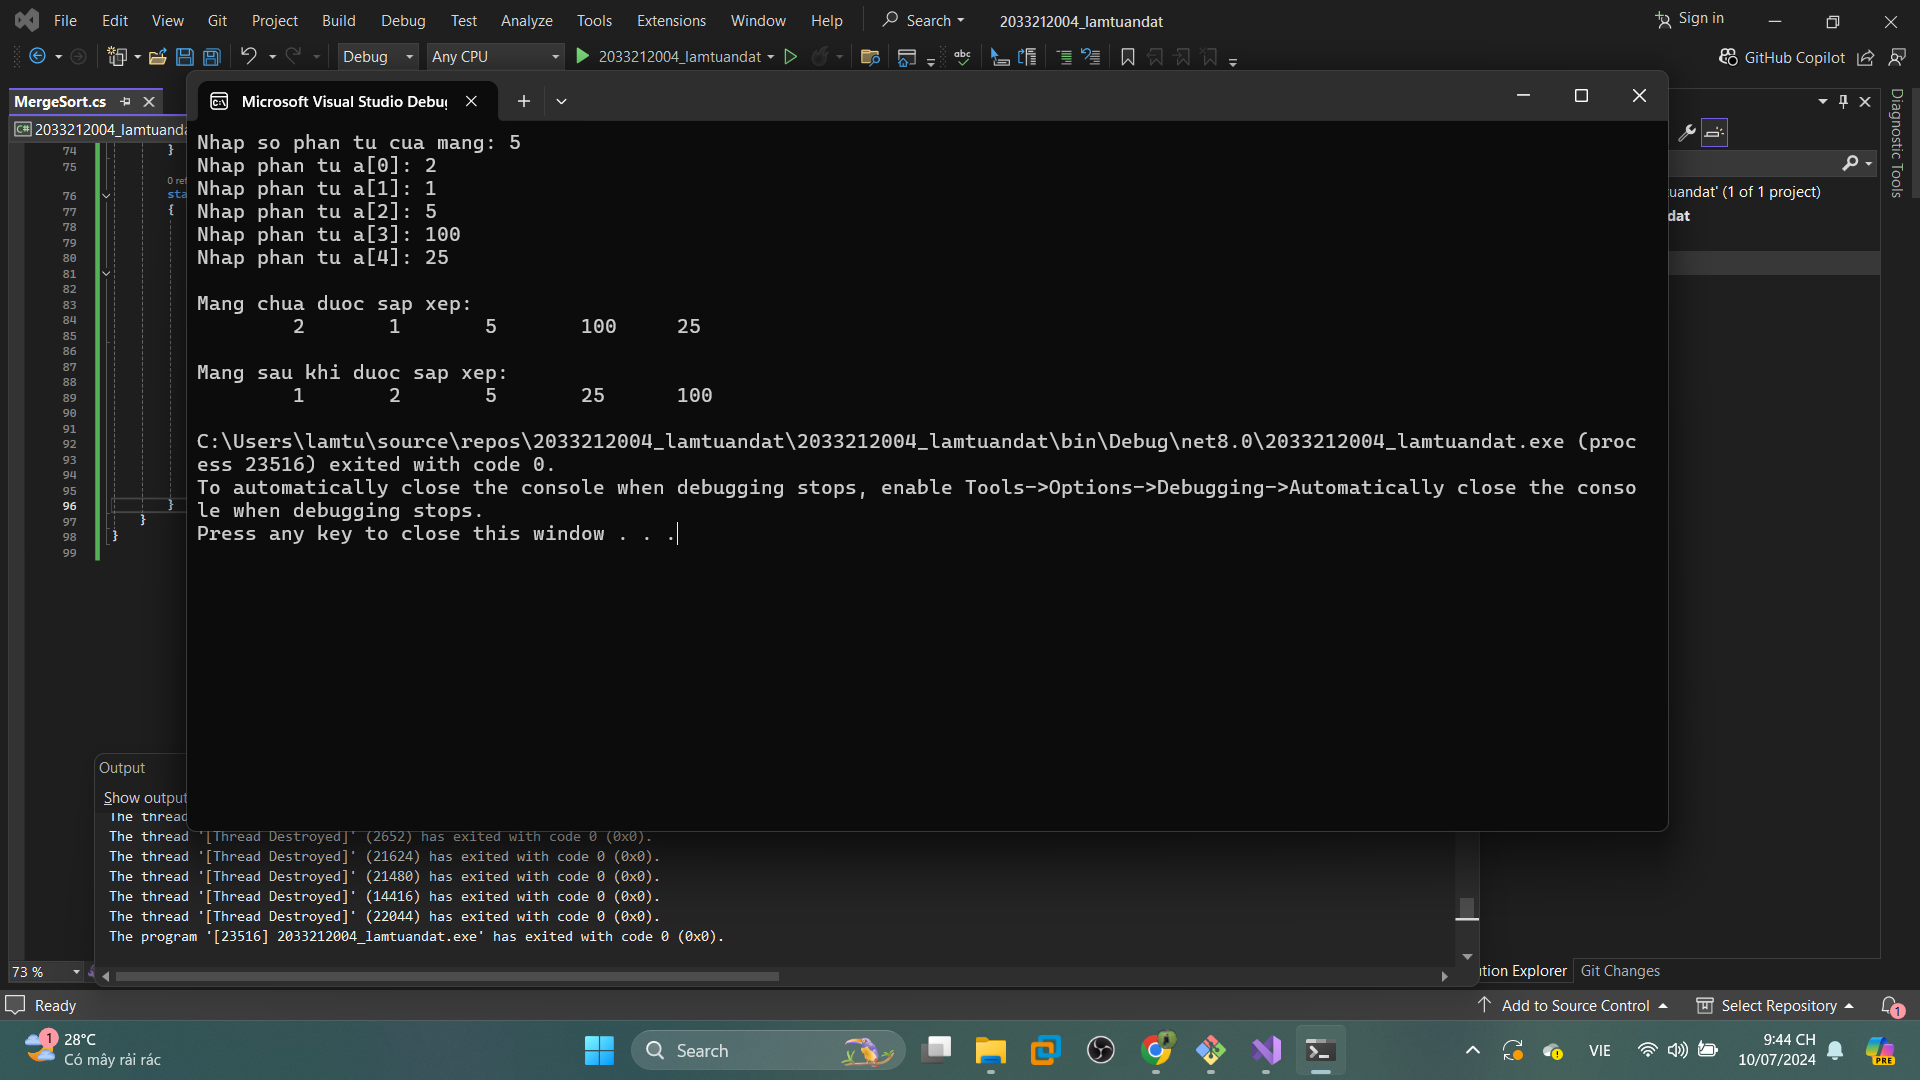 File Edit View Git Project Build Debug Test Analyze Tools Extensions Window Help Search 2033212004_lamtuandat Sign in
Debug Any CPU 2033212004_lamtuandat GitHub Copilot
MergeSort.cs
2033212004_lamtuanda
Microsoft Visual Studio Debug
Nhap so phan tu cua mang: 5
Nhap phan tu a[0]: 2
Nhap phan tu a[1]: 1
Nhap phan tu a[2]: 5
Nhap phan tu a[3]: 100
Nhap phan tu a[4]: 25
Mang chua duoc sap xep:
2 1 5 100 25
Mang sau khi duoc sap xep:
1 2 5 25 100
C:\Users\lamtu\source\repos\2033212004_lamtuandat\2033212004_lamtuandat\bin\Debug\net8.0\2033212004_lamtuandat.exe (proc
ess 23516) exited with code 0.
To automatically close the console when debugging stops, enable Tools->Options->Debugging->Automatically close the conso
le when debugging stops.
Press any key to close this window . . .
74 }
75
0 ref
76 sta
77 {
78
79
80
81
82
83
84
85
86
87
88
89
90
91
92
93
94
95
96 }
97 }
98 }
99
uandat' (1 of 1 project)
dat
Diagnostic Tools
Output
Show output
The thread
The thread '[Thread Destroyed]' (2652) has exited with code 0 (0x0).
The thread '[Thread Destroyed]' (21624) has exited with code 0 (0x0).
The thread '[Thread Destroyed]' (21480) has exited with code 0 (0x0).
The thread '[Thread Destroyed]' (14416) has exited with code 0 (0x0).
The thread '[Thread Destroyed]' (22044) has exited with code 0 (0x0).
The program '[23516] 2033212004_lamtuandat.exe' has exited with code 0 (0x0).
73 %
ution Explorer Git Changes
Ready Add to Source Control Select Repository 1
1 28°C
Có mây rải rác
Search
VIE
9:44 CH
10/07/2024
PRE